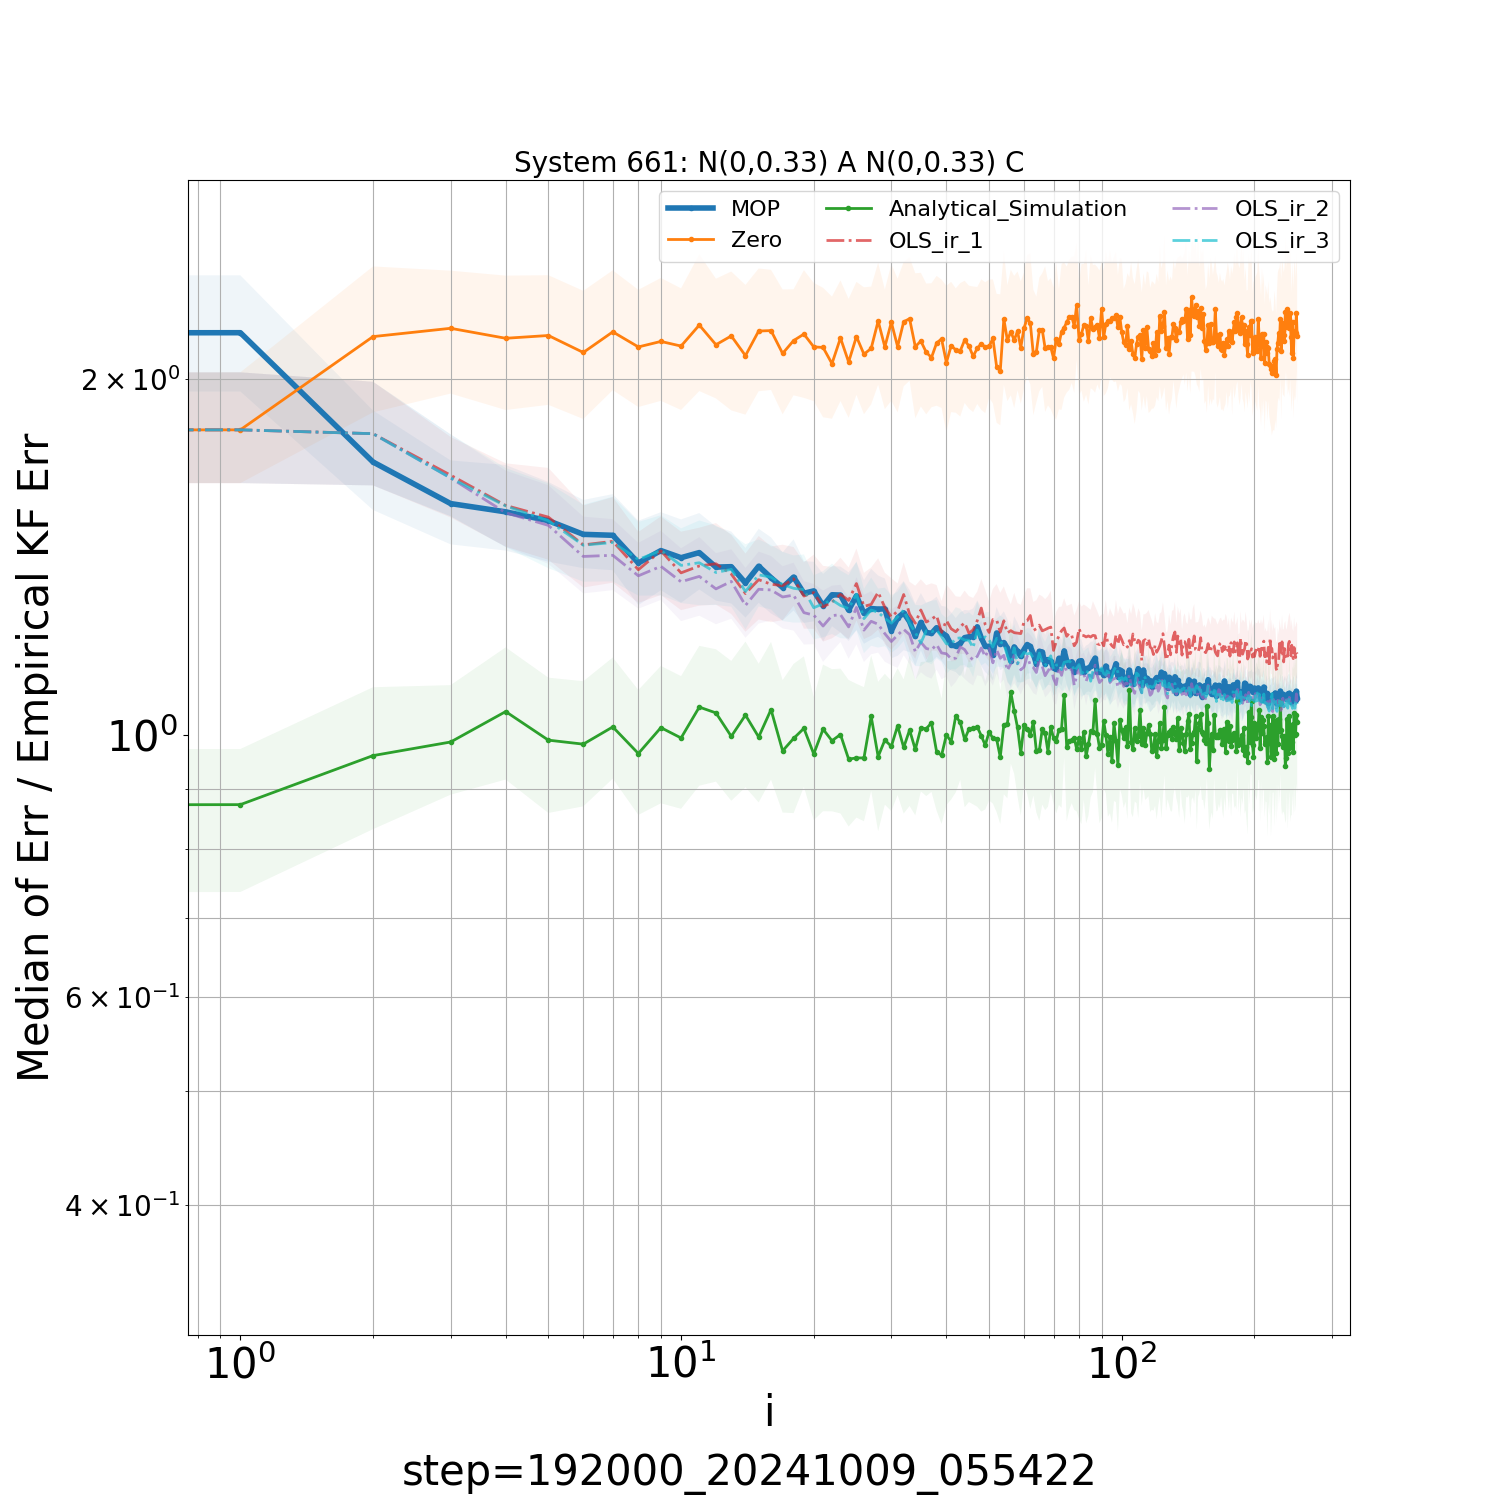 System 661: N(0,0.33) A N(0,0.33) C
MOP
Zero
Analytical_Simulation
OLS_ir_1
OLS_ir_2
OLS_ir_3
Median of Err / Empirical KF Err
2 × 10⁰
10⁰
6 × 10⁻¹
4 × 10⁻¹
10⁰ 10¹ 10²
i
step=192000_20241009_055422